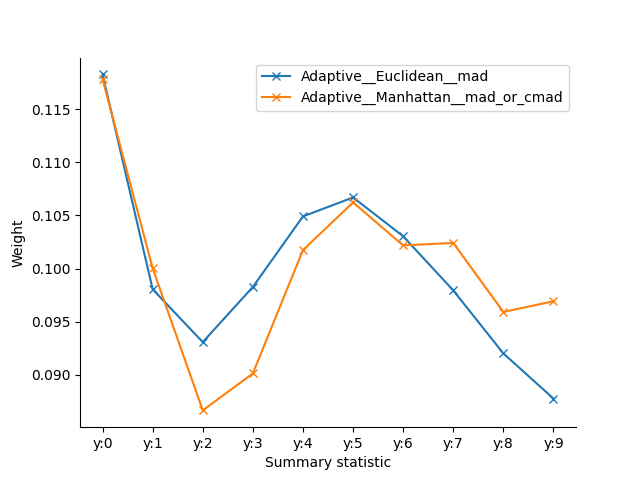 Adaptive__Euclidean__mad
Adaptive__Manhattan__mad_or_cmad
Weight
0.115
0.110
0.105
0.100
0.095
0.090
y:0 y:1 y:2 y:3 y:4 y:5 y:6 y:7 y:8 y:9
Summary statistic